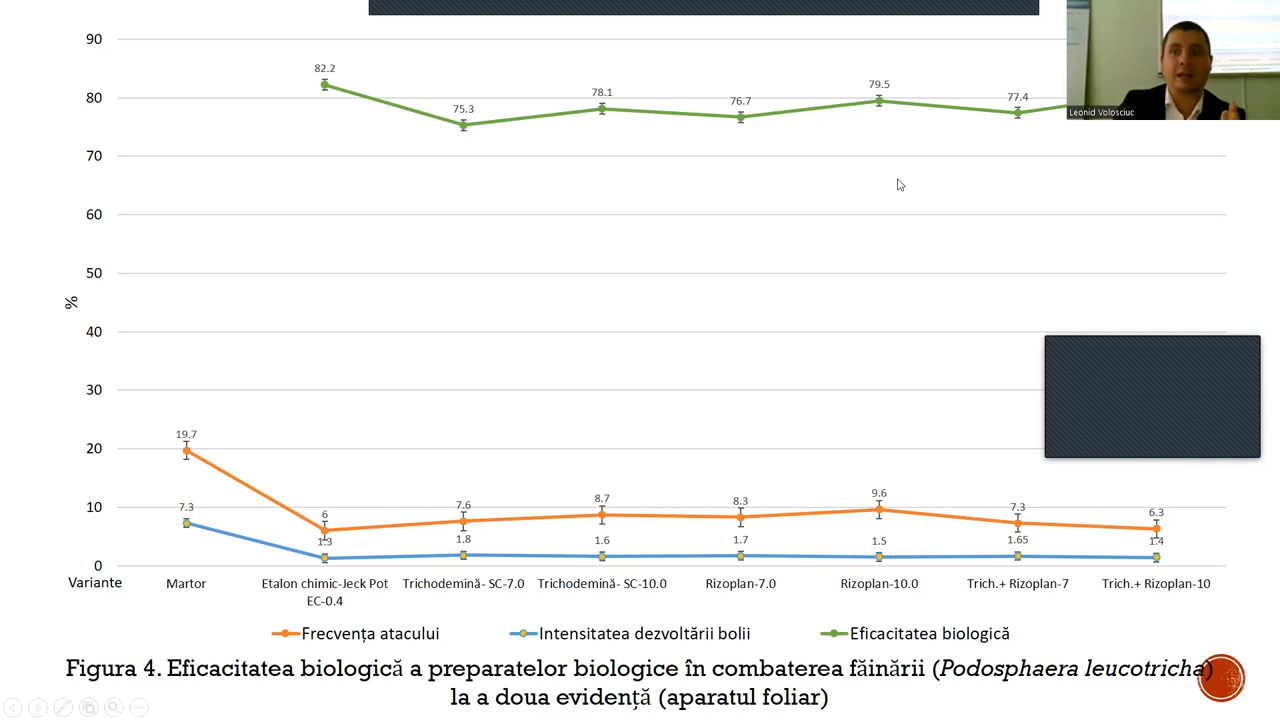 90
82.2
79.5
80
78.1
77.4
76.7
75.3
Leonid Volosciuc
70
60
50
%
40
30
20
19.7
10
7.3
6
7.6
8.7
8.3
9.6
7.3
6.3
1.3
1.8
1.6
1.7
1.5
1.65
1.4
0
Variante
Martor
Etalon chimic-Jeck Pot
EC-0.4
Trichodemină- SC-7.0
Trichodemină- SC-10.0
Rizoplan-7.0
Rizoplan-10.0
Trich.+ Rizoplan-7
Trich.+ Rizoplan-10
Frecvența atacului
Intensitatea dezvoltării bolii
Eficacitatea biologică
Figura 4. Eficacitatea biologică a preparatelor biologice în combaterea făinării (Podosphaera leucotricha)
la a doua evidență (aparatul foliar)